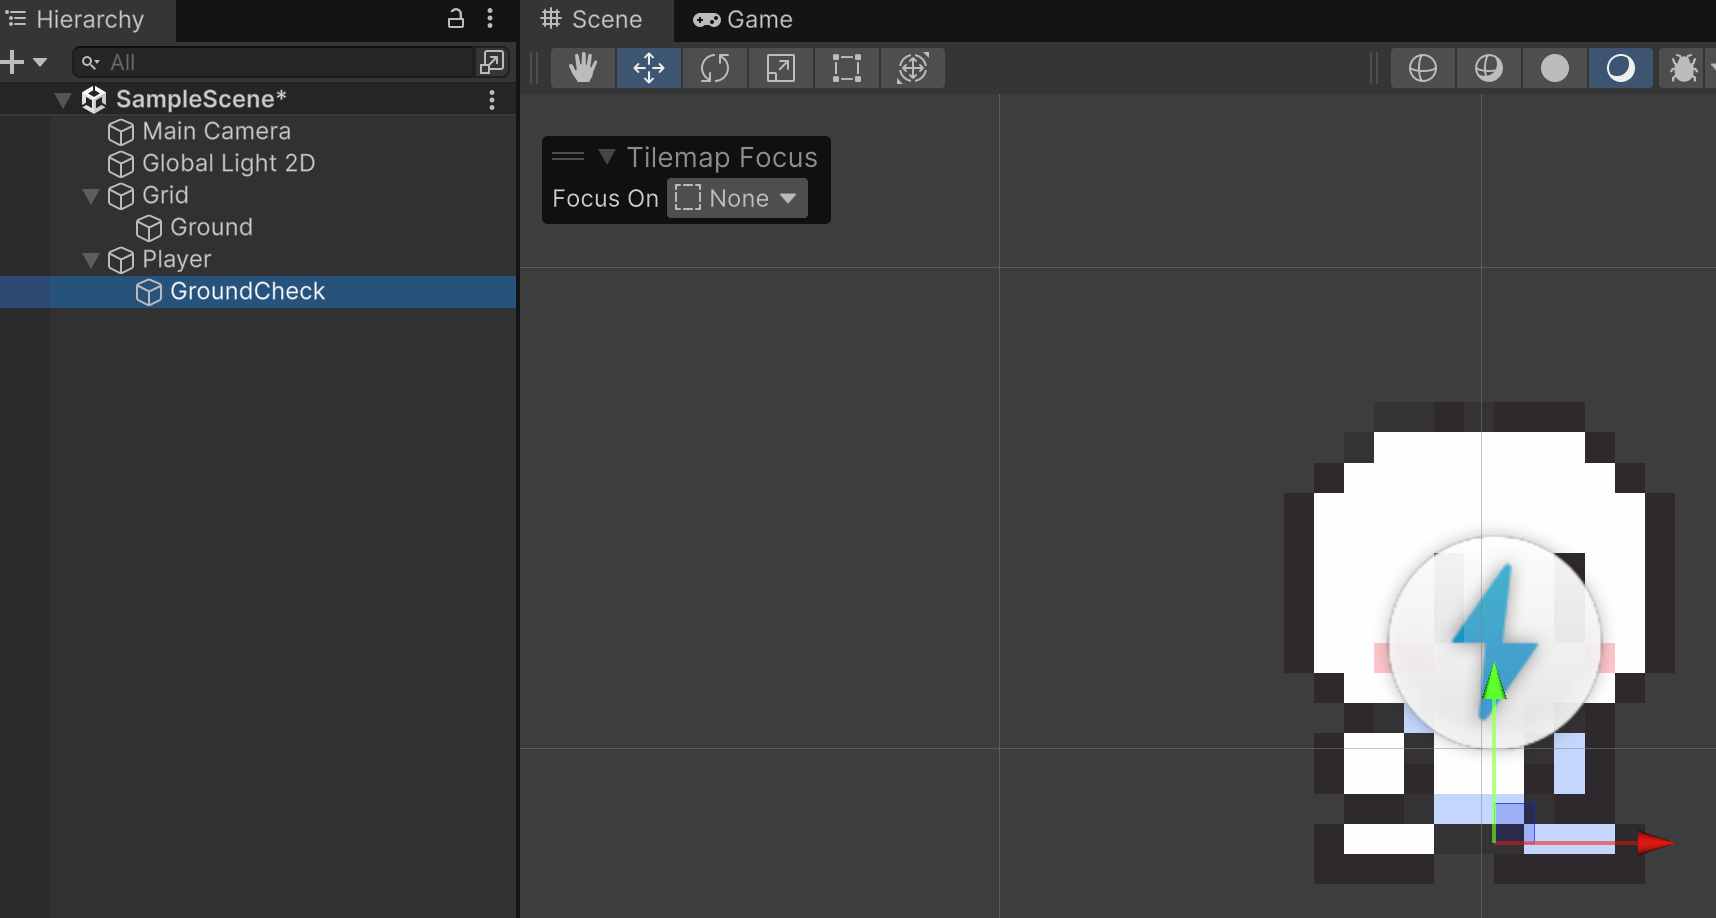 Hierarchy
All
SampleScene*
Main Camera
Global Light 2D
Grid
Ground
Player
GroundCheck
Scene
Game
Tilemap Focus
Focus On
None